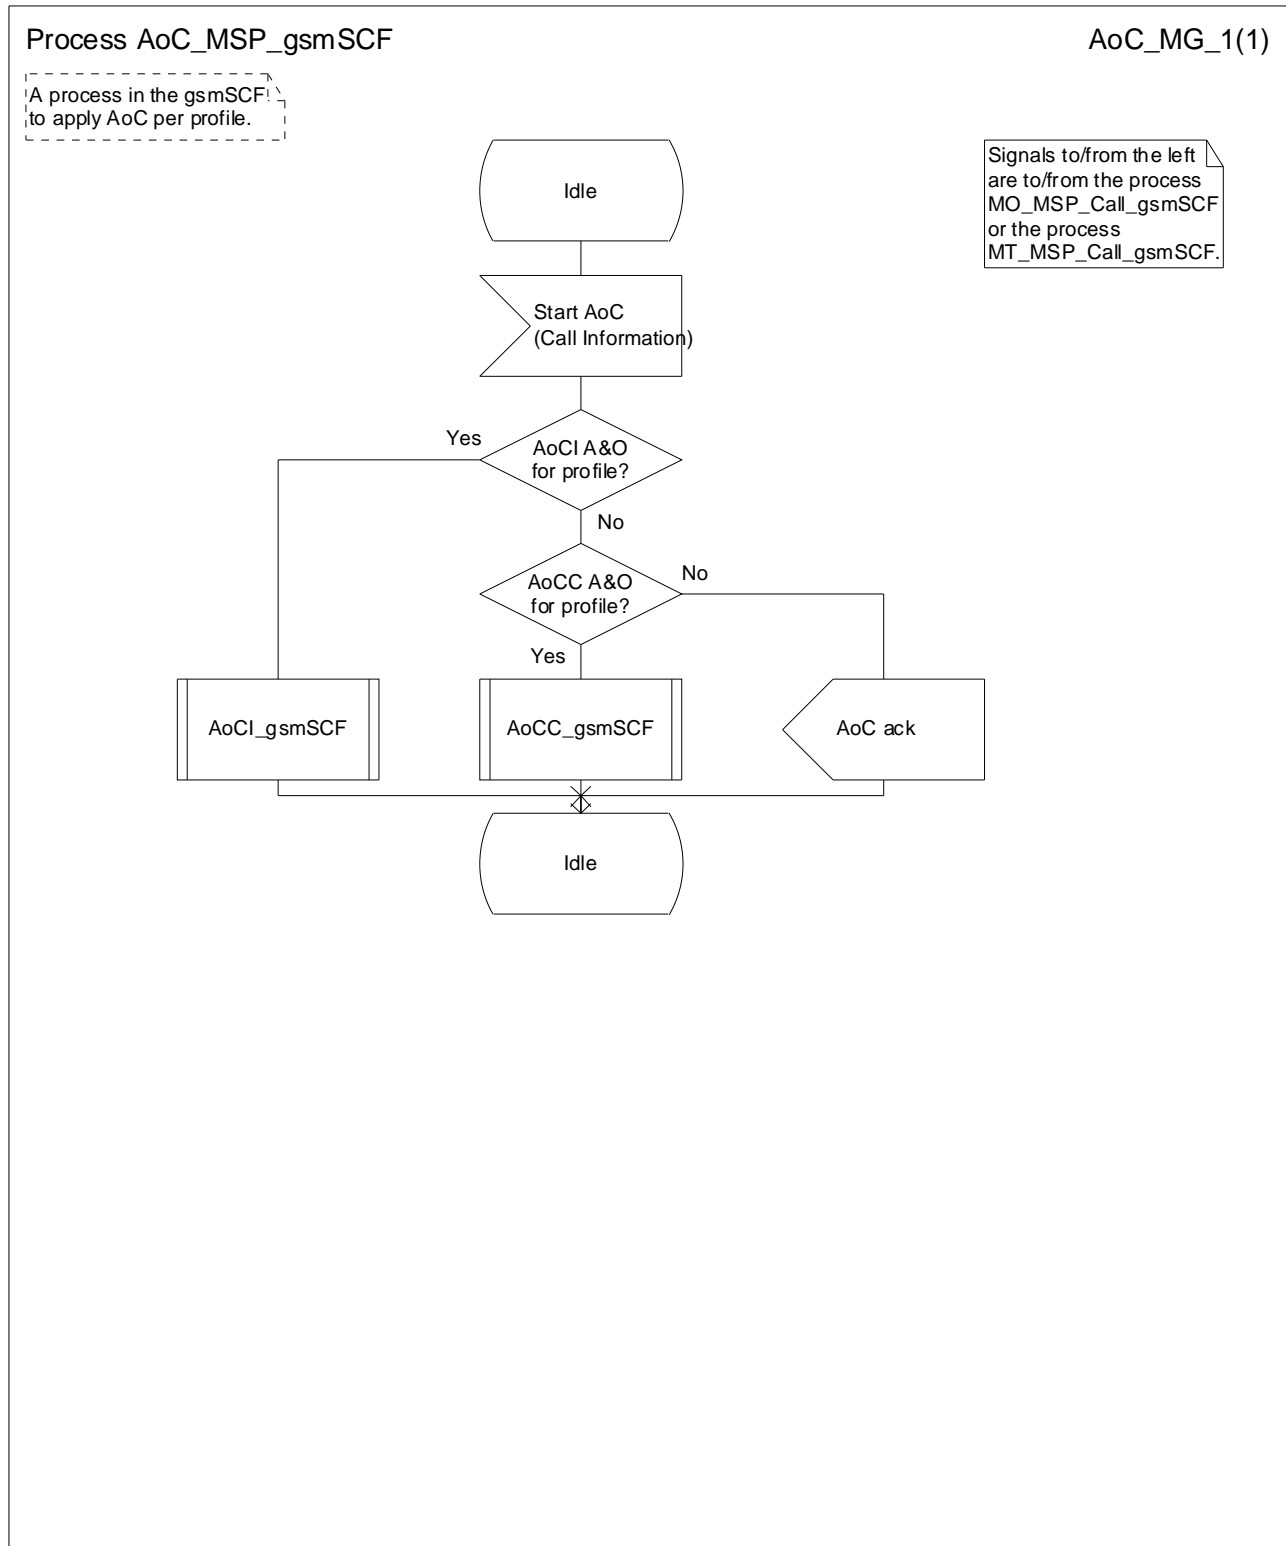 Process AoC_MSP_gsmSCF
AoC_MG_1(1)
A process in the gsmSCF
to apply AoC per profile.
Signals to/from the left
are to/from the process
MO_MSP_Call_gsmSCF
or the process
MT_MSP_Call_gsmSCF.
Idle
Start AoC
(Call Information)
Yes
AoCI A&O
for profile?
No
AoCC A&O
for profile?
No
Yes
AoCI_gsmSCF
AoCC_gsmSCF
AoC ack
Idle